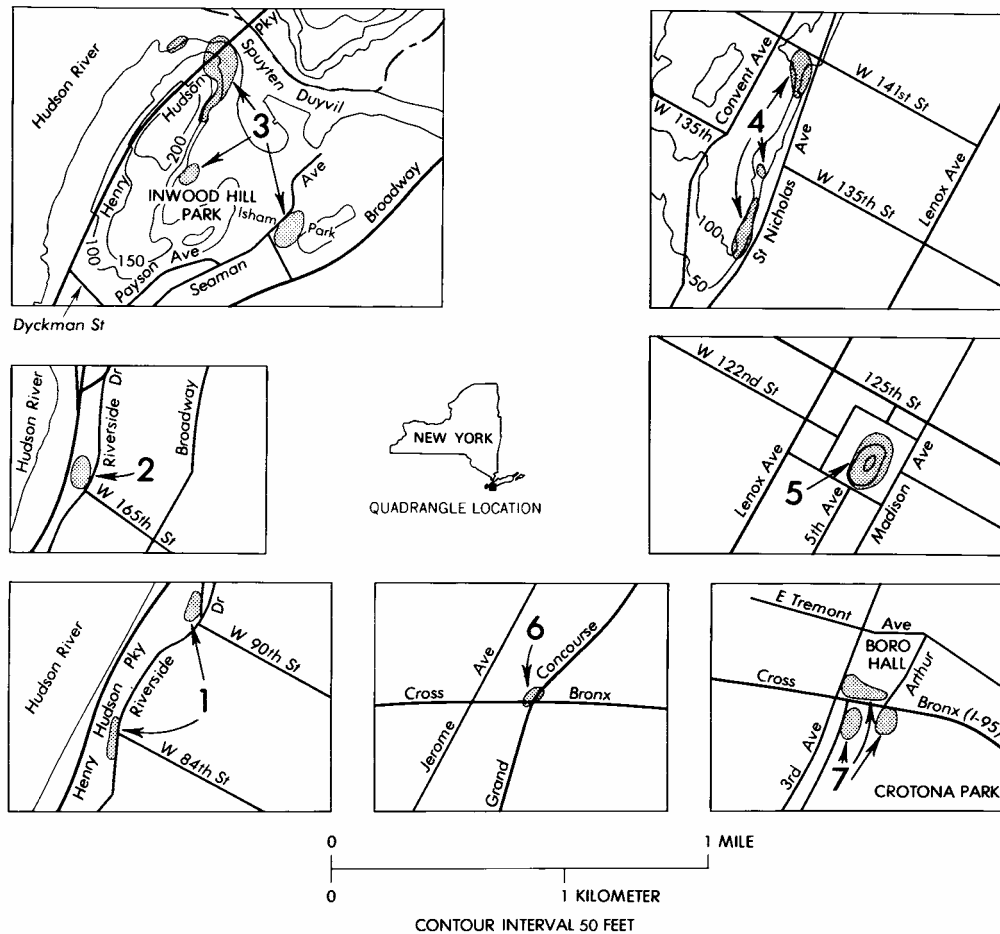 Hudson River
Henry
Hudson
Pky
Spuyten
Duyvil
3
200
INWOOD HILL
PARK
Isham
Park
Ave
Broadway
100
150
Payson Ave
Seaman
Dyckman St
Convent Ave
W 135th
4
W 141st St
W 135th St
Ave
St Nicholas
Lenox Ave
100
50
Hudson River
Riverside Dr
Broadway
2
W 165th St
NEW YORK
QUADRANGLE LOCATION
W 122nd St
125th St
Lenox Ave
5
5th Ave
Madison
Ave
Hudson River
Henry
Hudson
Pky
Riverside
Dr
W 90th St
1
W 84th St
6
Ave
Concourse
Cross
Bronx
Jerome
Grand
E Tremont
Ave
BORO
HALL
Arthur
Cross
Bronx (I-95)
3rd Ave
7
CROTONA PARK
0
1 MILE
0
1 KILOMETER
CONTOUR INTERVAL 50 FEET